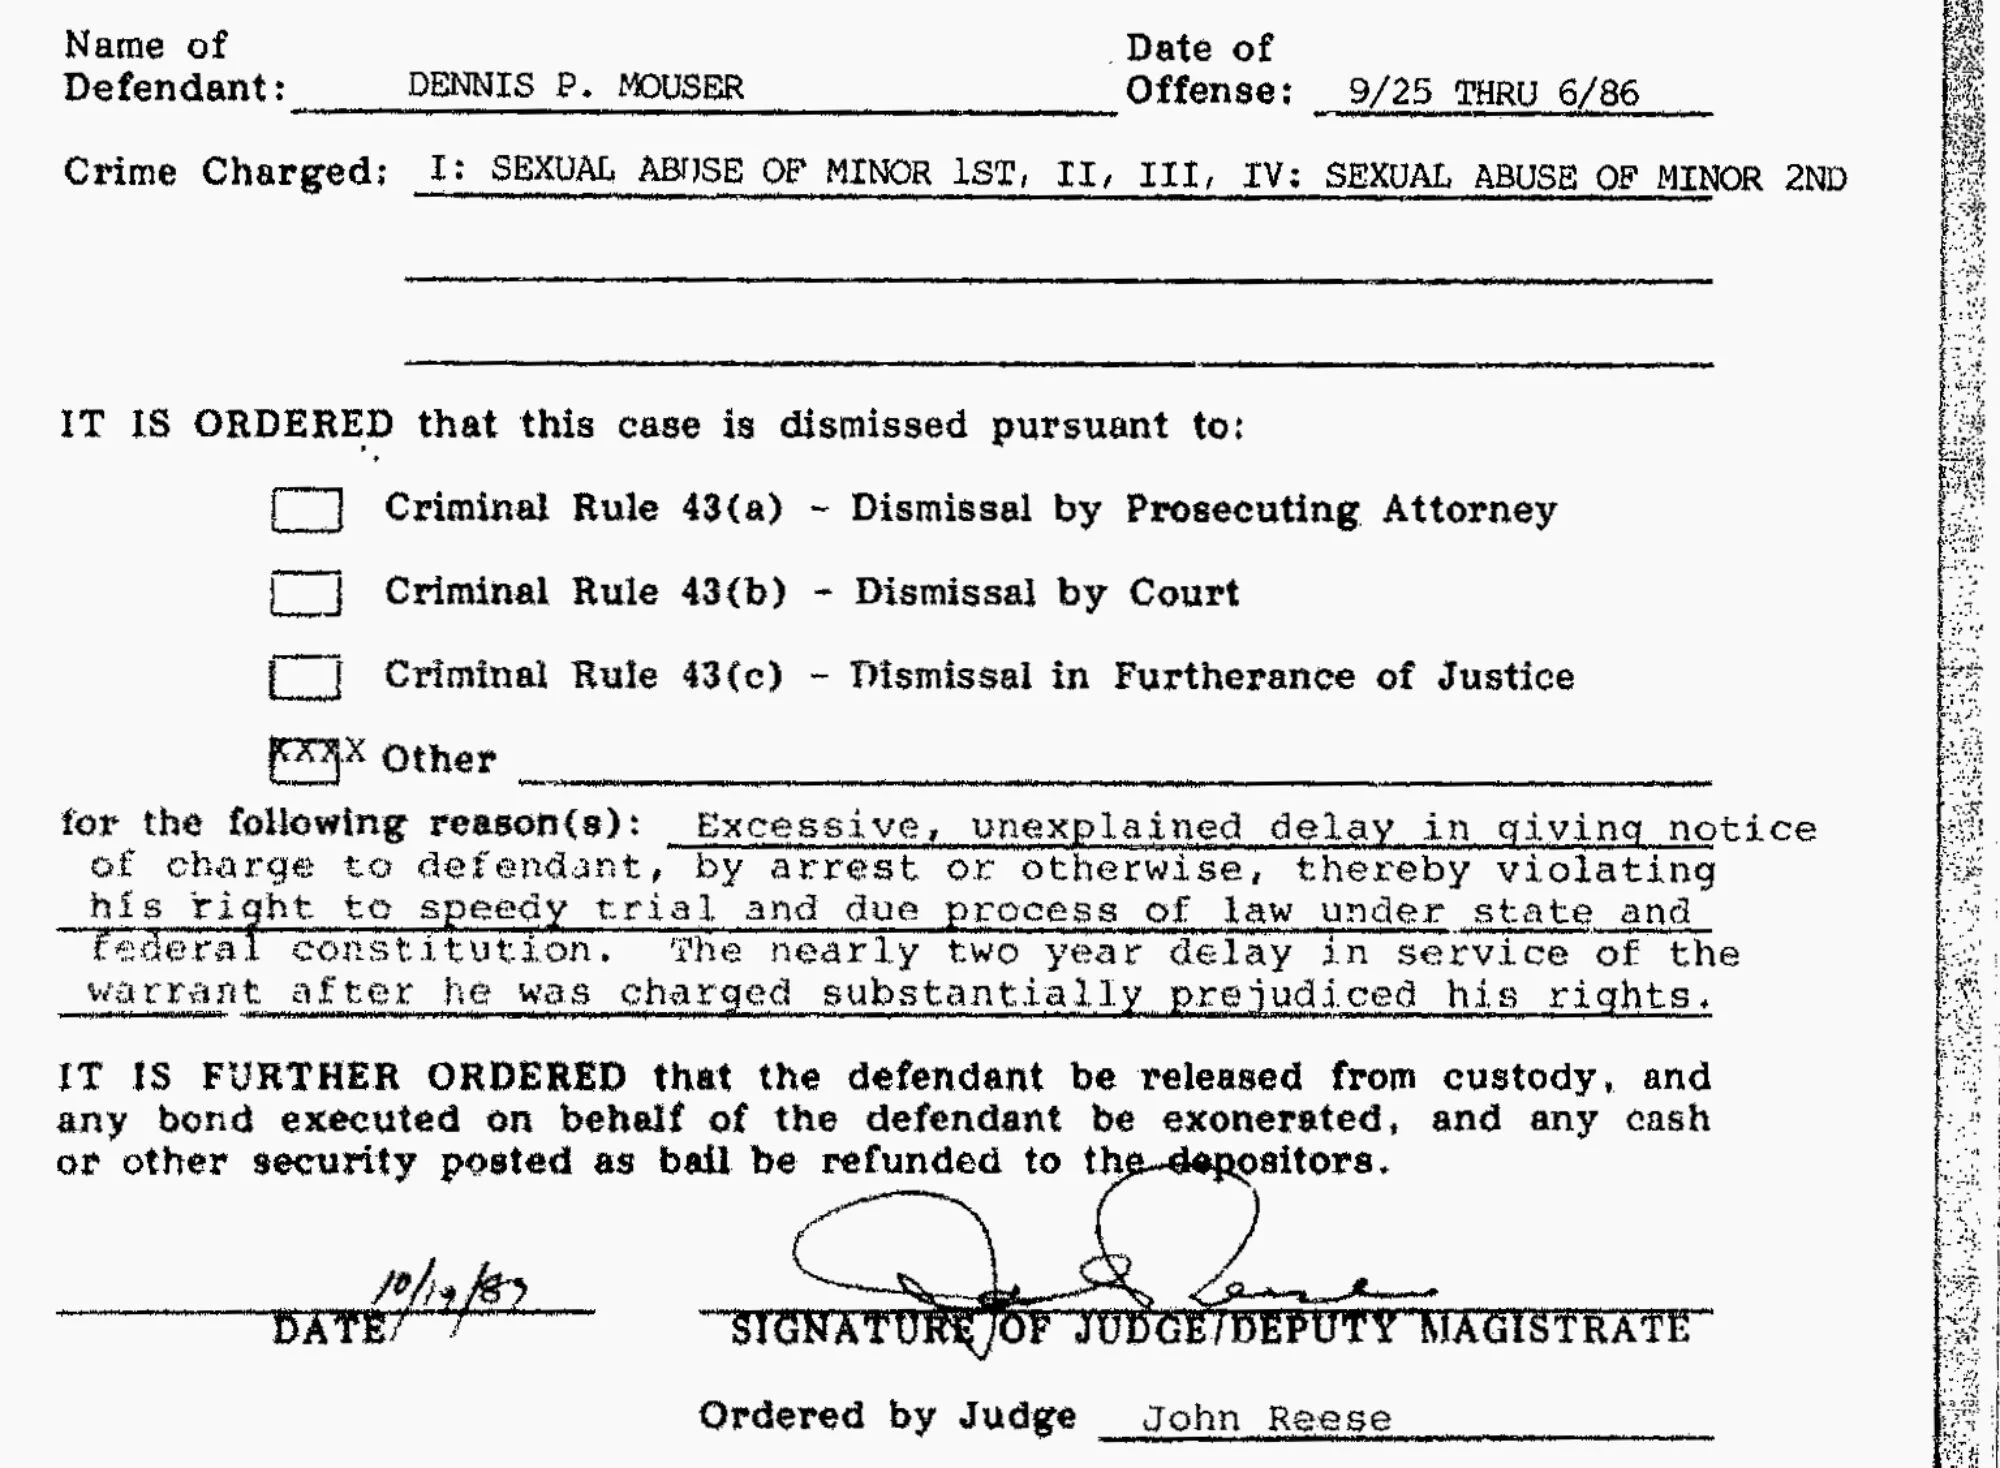 Name of
Defendant: DENNIS P. MOUSER
Date of
Offense: 9/25 THRU 6/86
Crime Charged: I: SEXUAL ABUSE OF MINOR 1ST, II, III, IV: SEXUAL ABUSE OF MINOR 2ND
IT IS ORDERED that this case is dismissed pursuant to:
Criminal Rule 43(a) - Dismissal by Prosecuting Attorney
Criminal Rule 43(b) - Dismissal by Court
Criminal Rule 43(c) - Dismissal in Furtherance of Justice
XXXX Other
for the following reason(s): Excessive, unexplained delay in giving notice
of charge to defendant, by arrest or otherwise, thereby violating
his right to speedy trial and due process of law under state and
federal constitution. The nearly two year delay in service of the
warrant after he was charged substantially prejudiced his rights.
IT IS FURTHER ORDERED that the defendant be released from custody, and
any bond executed on behalf of the defendant be exonerated, and any cash
or other security posted as bail be refunded to the depositors.
DATE
SIGNATURE OF JUDGE/DEPUTY MAGISTRATE
Ordered by Judge John Reese